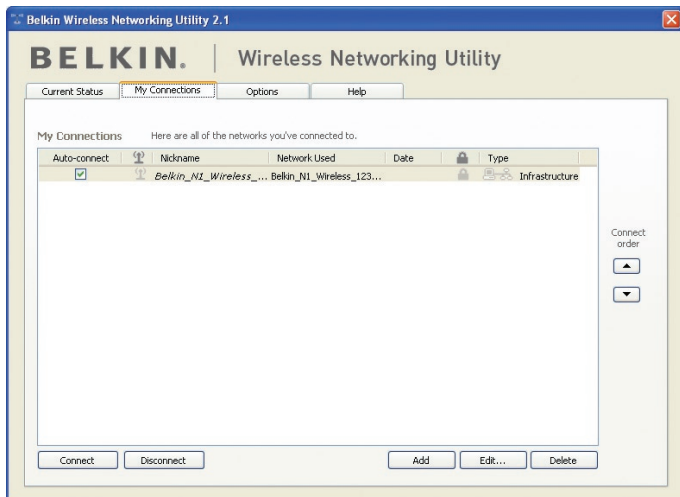 Belkin Wireless Networking Utility 2.1
BELKIN. | Wireless Networking Utility
Current Status My Connections Options Help
My Connections Here are all of the networks you've connected to.
Auto-connect Nickname Network Used Date Type
Belkin_N1_Wireless_... Belkin_N1_Wireless_123... Infrastructure
Connect
order
Connect Disconnect Add Edit... Delete